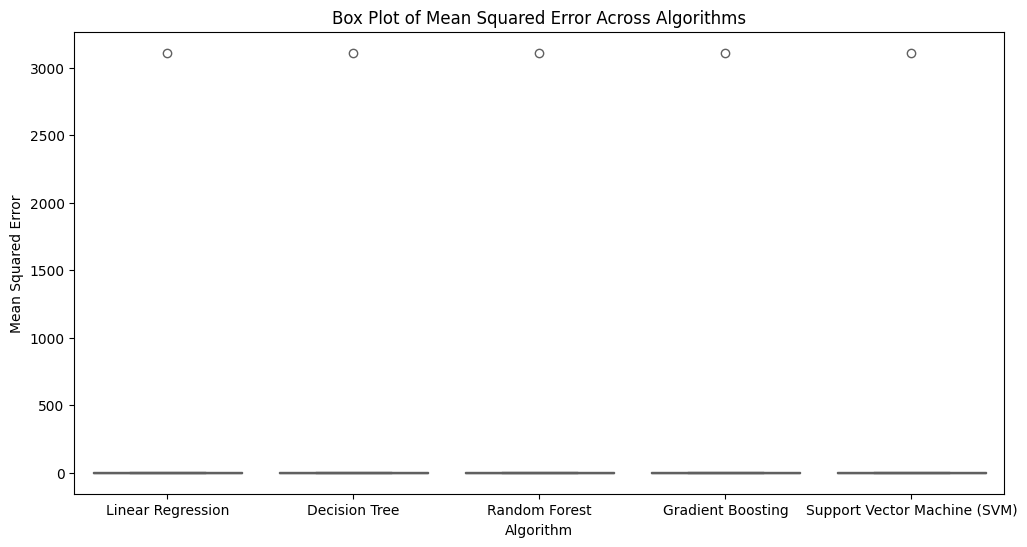 Box Plot of Mean Squared Error Across Algorithms
Mean Squared Error
3000
2500
2000
1500
1000
500
0
Linear Regression
Decision Tree
Random Forest
Gradient Boosting
Support Vector Machine (SVM)
Algorithm